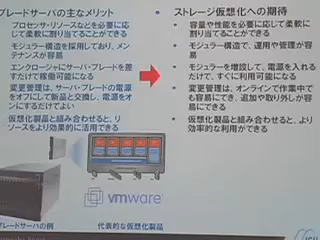 ブレードサーバの主なメリット
プロセッサ・リソースなどを必要に応
じて柔軟に割り当てることができる
モジュラー構造を採用しており、メン
テナンスが容易
エンクロージャにサーバ・ブレードを差
すだけで稼働可能になる
変更管理は、サーバ・ブレードの電源
をオフにして新品と交換し、電源をオ
ンにするだけでよい
仮想化製品と組み合わせると、リ
ソースをより効果的に活用できる
ブレードサーバの例
vmware
代表的な仮想化製品
• ストレージ仮想化への期待
• 容量や性能を必要に応じて柔軟に
割り当てることができる
• モジュラー構造で、運用や管理が容
易
• モジュラーを増設して、電源を入れる
だけで、すぐに利用可能になる
• 変更管理は、オンラインで作業中で
も容易にでき、追加や取り外しが容
易にできる
• 仮想化製品と組み合わせると、より
効率的な利用ができる